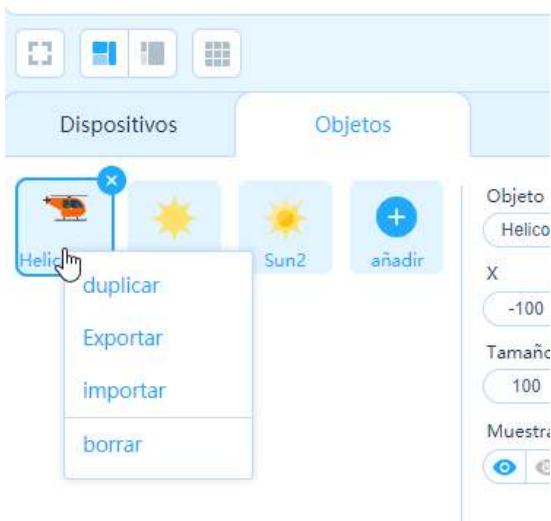 Dispositivos
Objetos
Objeto
Helico
Helic
Sun2
añadir
X
-100
Tamaño
100
Muestra
duplicar
Exportar
importar
borrar